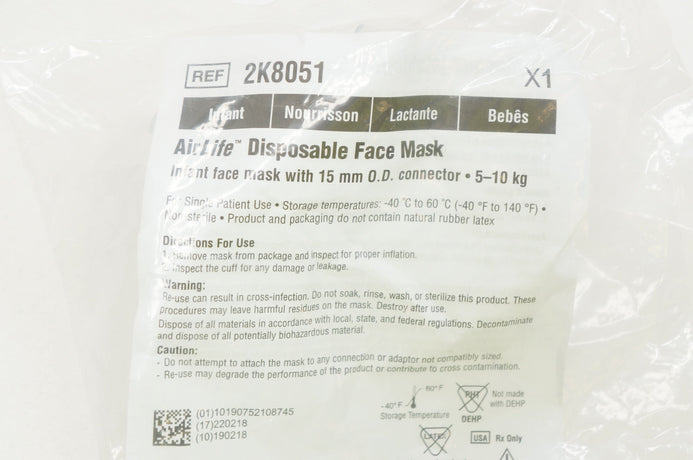 REF 2K8051 X1
Infant Nourrisson Lactante Bebês
AirLife™ Disposable Face Mask
Infant face mask with 15 mm O.D. connector • 5–10 kg
For Single Patient Use • Storage temperatures: -40 °C to 60 °C (-40 °F to 140 °F) •
Non-sterile • Product and packaging do not contain natural rubber latex
Directions For Use
1. Remove mask from package and inspect for proper inflation.
2. Inspect the cuff for any damage or leakage.
Warning:
Re-use can result in cross-infection. Do not soak, rinse, wash, or sterilize this product. These
procedures may leave harmful residues on the mask. Destroy after use.
Dispose of all materials in accordance with local, state, and federal regulations. Decontaminate
and dispose of all potentially biohazardous material.
Caution:
- Do not attempt to attach the mask to any connection or adaptor not compatibly sized.
- Re-use may degrade the performance of the product or contribute to cross contamination.
(01)10190752108745
(17)220218
(10)190218
-40° F 60° F
Storage Temperature
PHT
DEHP
Not made
with DEHP
LATEX
USA Rx Only